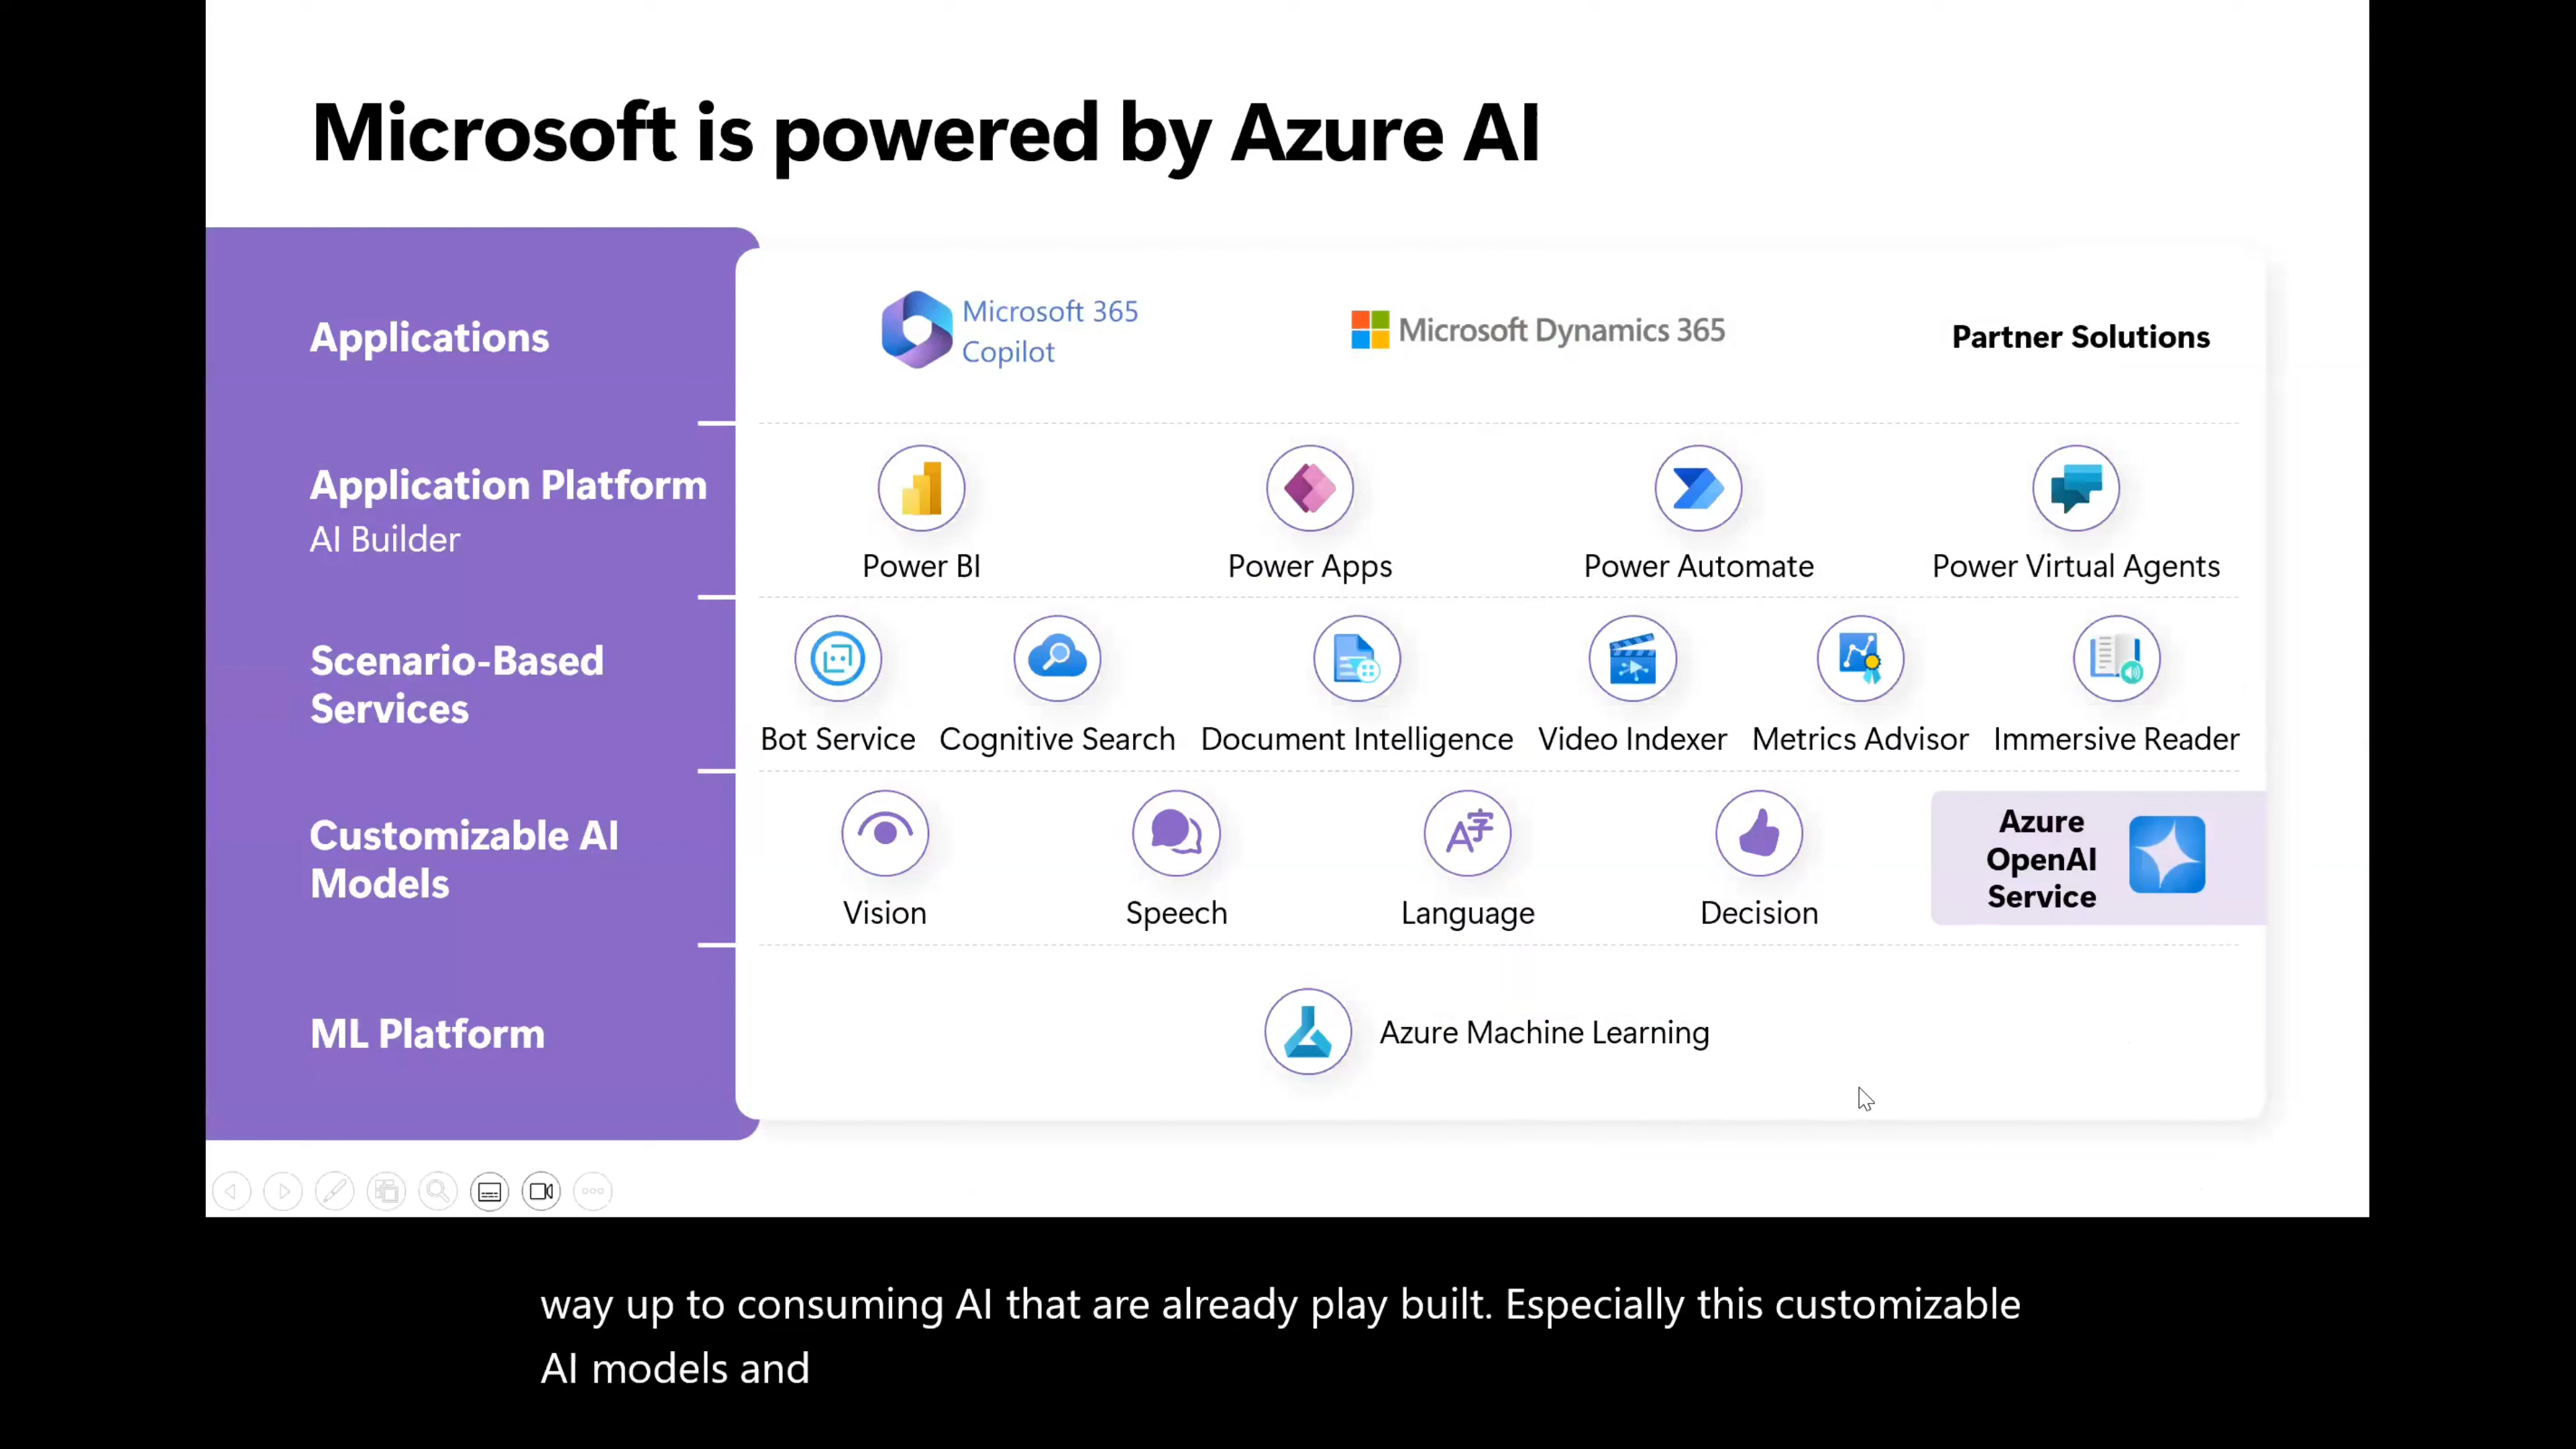 Microsoft is powered by Azure AI
Applications
Microsoft 365
Copilot
Microsoft Dynamics 365
Partner Solutions
Application Platform
AI Builder
Power BI
Power Apps
Power Automate
Power Virtual Agents
Scenario-Based
Services
Bot Service
Cognitive Search
Document Intelligence
Video Indexer
Metrics Advisor
Immersive Reader
Customizable AI
Models
Vision
Speech
Language
Decision
Azure
OpenAI
Service
ML Platform
Azure Machine Learning
way up to consuming AI that are already play built. Especially this customizable
AI models and